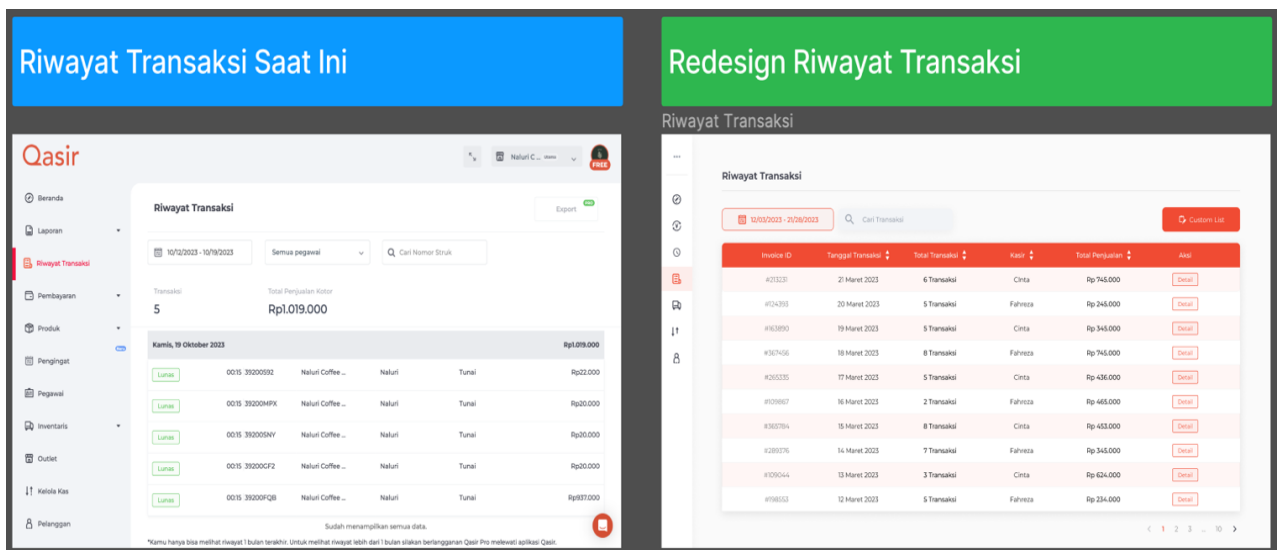 Riwayat Transaksi Saat Ini
Redesign Riwayat Transaksi
Riwayat Transaksi
Qasir
Naluri C...
FREE
Beranda
Laporan
Riwayat Transaksi
Pembayaran
Produk
Pengingat
Pegawai
Inventaris
Outlet
Kelola Kas
Pelanggan
Riwayat Transaksi
Export
10/12/2023 - 10/19/2023
Semua pegawai
Cari Nomor Struk
Transaksi
Total Penjualan Kotor
5
Rp1.019.000
Kamis, 19 Oktober 2023 Rp1.019.000
Lunas 00:15 39200S92 Naluri Coffee ... Naluri Tunai Rp22.000
Lunas 00:15 39200MPX Naluri Coffee ... Naluri Tunai Rp20.000
Lunas 00:15 39200SNY Naluri Coffee ... Naluri Tunai Rp20.000
Lunas 00:15 39200GF2 Naluri Coffee ... Naluri Tunai Rp20.000
Lunas 00:15 39200FQB Naluri Coffee ... Naluri Tunai Rp937.000
Sudah menampilkan semua data.
*Kamu hanya bisa melihat riwayat 1 bulan terakhir. Untuk melihat riwayat lebih dari 1 bulan silakan berlangganan Qasir Pro melewati aplikasi Qasir.
Riwayat Transaksi
12/03/2023 - 21/28/2023
Cari Transaksi
Custom List
Invoice ID Tanggal Transaksi Total Transaksi Kasir Total Penjualan Aksi
#213231 21 Maret 2023 6 Transaksi Cinta Rp 745.000 Detail
#124393 20 Maret 2023 5 Transaksi Fahreza Rp 245.000 Detail
#163890 19 Maret 2023 5 Transaksi Cinta Rp 345.000 Detail
#367456 18 Maret 2023 8 Transaksi Fahreza Rp 745.000 Detail
#265335 17 Maret 2023 5 Transaksi Cinta Rp 436.000 Detail
#109867 16 Maret 2023 2 Transaksi Fahreza Rp 465.000 Detail
#365784 15 Maret 2023 8 Transaksi Cinta Rp 453.000 Detail
#289376 14 Maret 2023 7 Transaksi Fahreza Rp 345.000 Detail
#109044 13 Maret 2023 3 Transaksi Cinta Rp 624.000 Detail
#198553 12 Maret 2023 5 Transaksi Fahreza Rp 234.000 Detail
< 1 2 3 ... 10 >